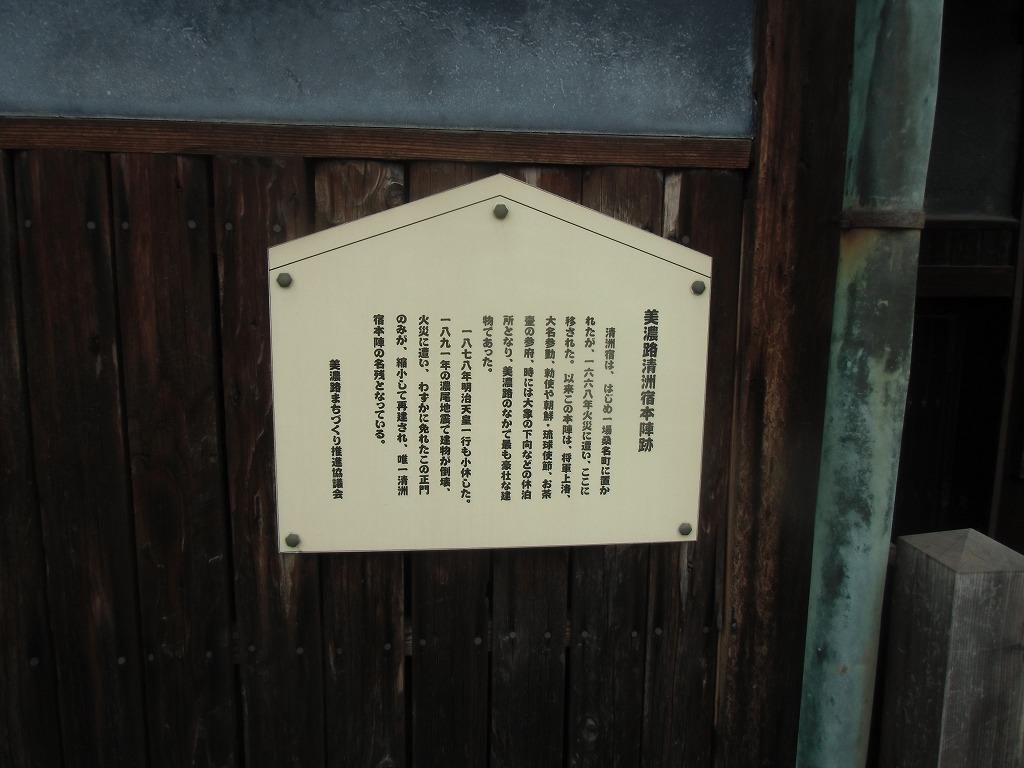 美濃路清洲宿本陣跡
清洲宿は、はじめ一場桑名町に置か
れたが、一六六八年火災に遭い、ここに
移された。以来この本陣は、将軍上洛、
大名参勤、勅使や朝鮮・琉球使節、お茶
壷の参府、時には大象の下向などの休泊
所となり、美濃路のなかで最も豪壮な建
物であった。
一八七八年明治天皇一行も小休した。
一八九一年の濃尾地震で建物が倒壊、
火災に遭い、わずかに免れたこの正門
のみが、縮小して再建され、唯一清洲
宿本陣の名残となっている。
美濃路まちづくり推進協議会